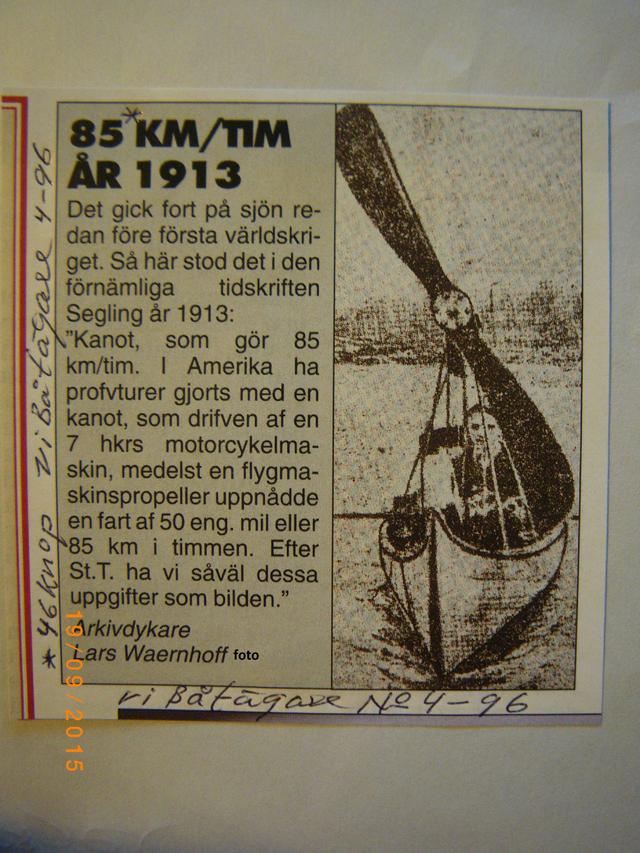 85* KM/TIM
ÅR 1913
Det gick fort på sjön re-
dan före första världskri-
get. Så här stod det i den
förnämliga tidskriften
Segling år 1913:
”Kanot, som gör 85
km/tim. I Amerika ha
profvturer gjorts med en
kanot, som drifven af en
7 hkrs motorcykelma-
skin, medelst en flygma-
skinspropeller uppnådde
en fart af 50 eng. mil eller
85 km i timmen. Efter
St.T. ha vi såväl dessa
uppgifter som bilden.”
Arkivdykare
Lars Waernhoff foto
* 46 knop vi Båtägare 4-96
vi Båtägare No 4-96
19/09/2015